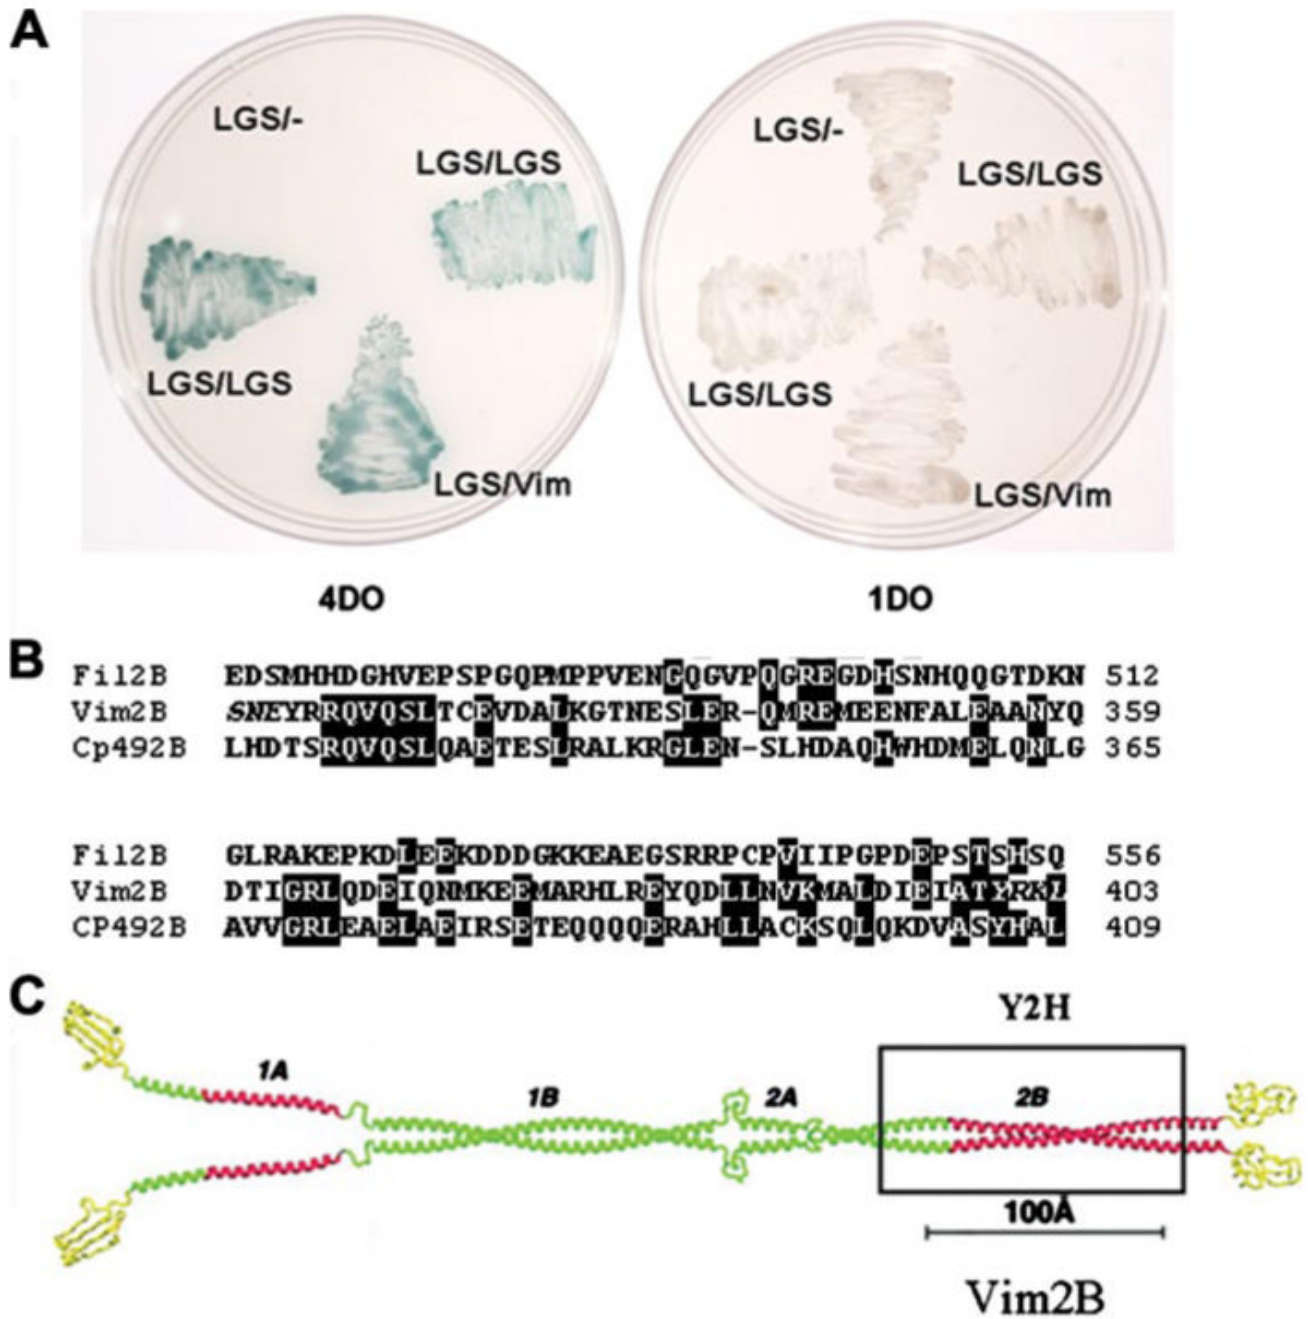 A
LGS/-
LGS/LGS
LGS/LGS
LGS/Vim
4DO
LGS/-
LGS/LGS
LGS/LGS
LGS/Vim
1DO
B
Fil2B EDSMHHDGHVEPSPGQPMPPVENGQGVPQGREGDHSNHQQGTDKN 512
Vim2B SNEYRRQVQSLTCEVDALKGTNESLER-QMREMEENFALEAANYQ 359
Cp492B LHDTSRQVQSLQAETESLRALKRGLEN-SLHDAQHWHDMELQNLG 365
Fil2B GLRAKEPKDLEEKDDDGKKEAEGSRRPCPVIIPGPDEPSTSHSQ 556
Vim2B DTIGRLQDEIQNMKEEMARHLREYQDLLNVKMALDIEIATYRKL 403
CP492B AVVGRLEAELAEIRSETEQQQQERAHLLACKSQLQKDVASYHAL 409
C
1A
1B
2A
Y2H
2B
100Å
Vim2B